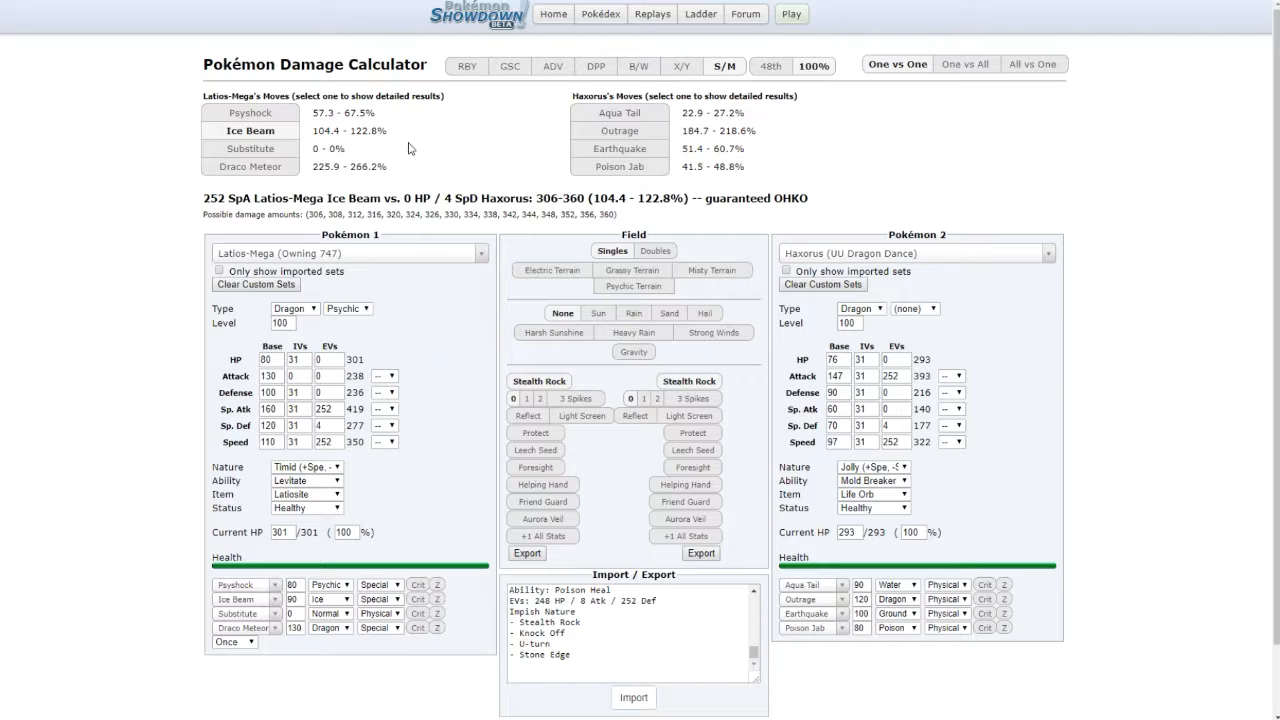 Pokémon
SHOWDOWN
BETA
Home Pokédex Replays Ladder Forum Play
Pokémon Damage Calculator RBY GSC ADV DPP B/W X/Y S/M 48th 100% One vs One One vs All All vs One
Latios-Mega's Moves (select one to show detailed results) Haxorus's Moves (select one to show detailed results)
Psyshock 57.3 - 67.5% Aqua Tail 22.9 - 27.2%
Ice Beam 104.4 - 122.8% Outrage 184.7 - 218.6%
Substitute 0 - 0% Earthquake 51.4 - 60.7%
Draco Meteor 225.9 - 266.2% Poison Jab 41.5 - 48.8%
252 SpA Latios-Mega Ice Beam vs. 0 HP / 4 SpD Haxorus: 306-360 (104.4 - 122.8%) -- guaranteed OHKO
Possible damage amounts: (306, 308, 312, 316, 320, 324, 326, 330, 334, 338, 342, 344, 348, 352, 356, 360)
Pokémon 1
Latios-Mega (Owning 747)
Only show imported sets
Clear Custom Sets
Type Dragon Psychic
Level 100
Base IVs EVs
HP 80 31 0 301
Attack 130 0 0 238 --
Defense 100 31 0 236 --
Sp. Atk 160 31 252 419 --
Sp. Def 120 31 4 277 --
Speed 110 31 252 350 --
Nature Timid (+Spe, -
Ability Levitate
Item Latiosite
Status Healthy
Current HP 301 /301 ( 100 %)
Health
Psyshock 80 Psychic Special Crit Z
Ice Beam 90 Ice Special Crit Z
Substitute 0 Normal Physical Crit Z
Draco Meteor 130 Dragon Special Crit Z
Once
Field
Singles Doubles
Electric Terrain Grassy Terrain Misty Terrain
Psychic Terrain
None Sun Rain Sand Hail
Harsh Sunshine Heavy Rain Strong Winds
Gravity
Stealth Rock Stealth Rock
0 1 2 3 Spikes 0 1 2 3 Spikes
Reflect Light Screen Reflect Light Screen
Protect Protect
Leech Seed Leech Seed
Foresight Foresight
Helping Hand Helping Hand
Friend Guard Friend Guard
Aurora Veil Aurora Veil
+1 All Stats +1 All Stats
Export Export
Import / Export
Ability: Poison Heal
EVs: 248 HP / 8 Atk / 252 Def
Impish Nature
- Stealth Rock
- Knock Off
- U-turn
- Stone Edge
Import
Pokémon 2
Haxorus (UU Dragon Dance)
Only show imported sets
Clear Custom Sets
Type Dragon (none)
Level 100
Base IVs EVs
HP 76 31 0 293
Attack 147 31 252 393 --
Defense 90 31 0 216 --
Sp. Atk 60 31 0 140 --
Sp. Def 70 31 4 177 --
Speed 97 31 252 322 --
Nature Jolly (+Spe, -S
Ability Mold Breaker
Item Life Orb
Status Healthy
Current HP 293 /293 ( 100 %)
Health
Aqua Tail 90 Water Physical Crit Z
Outrage 120 Dragon Physical Crit Z
Earthquake 100 Ground Physical Crit Z
Poison Jab 80 Poison Physical Crit Z